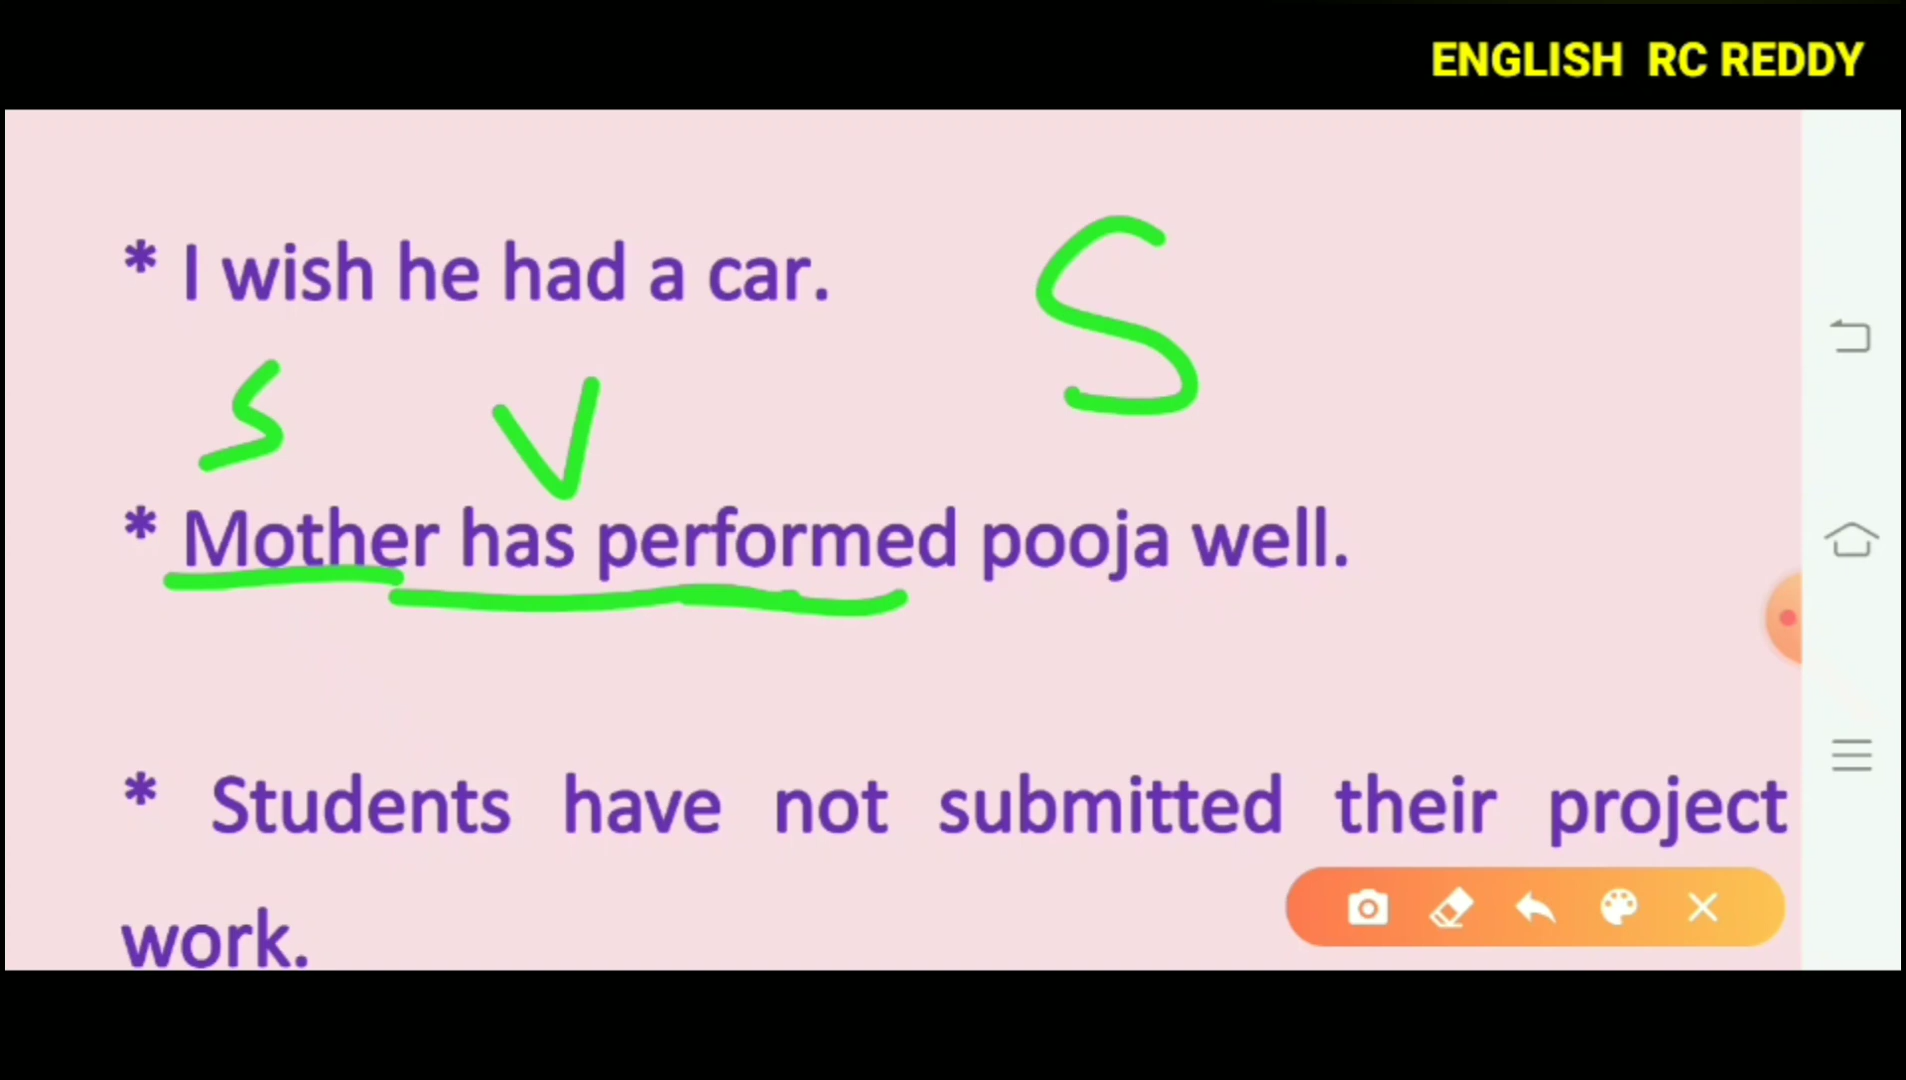 ENGLISH RC REDDY
* I wish he had a car. S
S V
* Mother has performed pooja well.
* Students have not submitted their project
work.